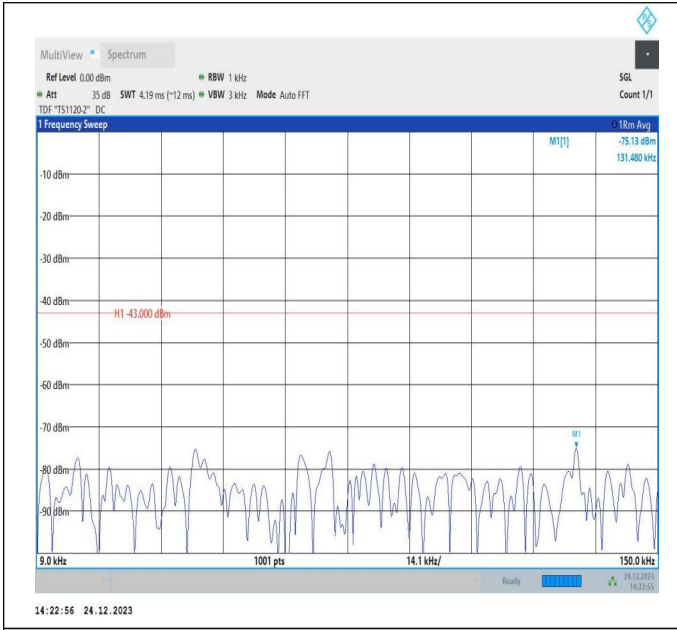 R&S
MultiView Spectrum
Ref Level 0.00 dBm RBW 1 kHz SGL
Att 35 dB SWT 4.19 ms (~12 ms) VBW 3 kHz Mode Auto FFT Count 1/1
TDF "TS1120-2" DC
1 Frequency Sweep 1Rm Avg
M1[1] -75.13 dBm
131.480 kHz
-10 dBm
-20 dBm
-30 dBm
-40 dBm
H1 -43.000 dBm
-50 dBm
-60 dBm
-70 dBm
M1
-80 dBm
-90 dBm
9.0 kHz 1001 pts 14.1 kHz/ 150.0 kHz
Ready 24.12.2023
14:22:55
14:22:56 24.12.2023